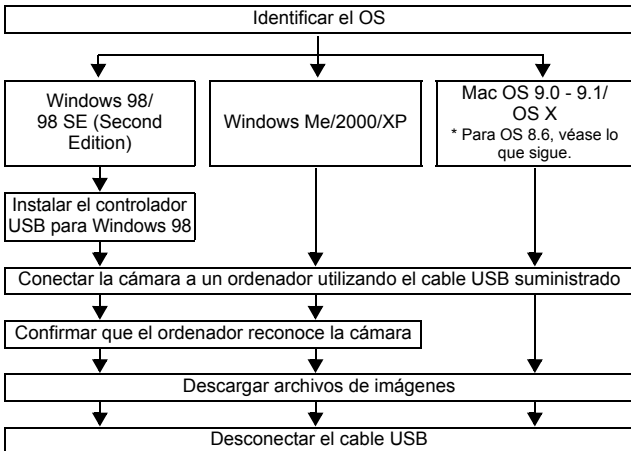 Identificar el OS
Windows 98/
98 SE (Second
Edition)
Windows Me/2000/XP
Mac OS 9.0 - 9.1/
OS X
* Para OS 8.6, véase lo
que sigue.
Instalar el controlador
USB para Windows 98
Conectar la cámara a un ordenador utilizando el cable USB suministrado
Confirmar que el ordenador reconoce la cámara
Descargar archivos de imágenes
Desconectar el cable USB